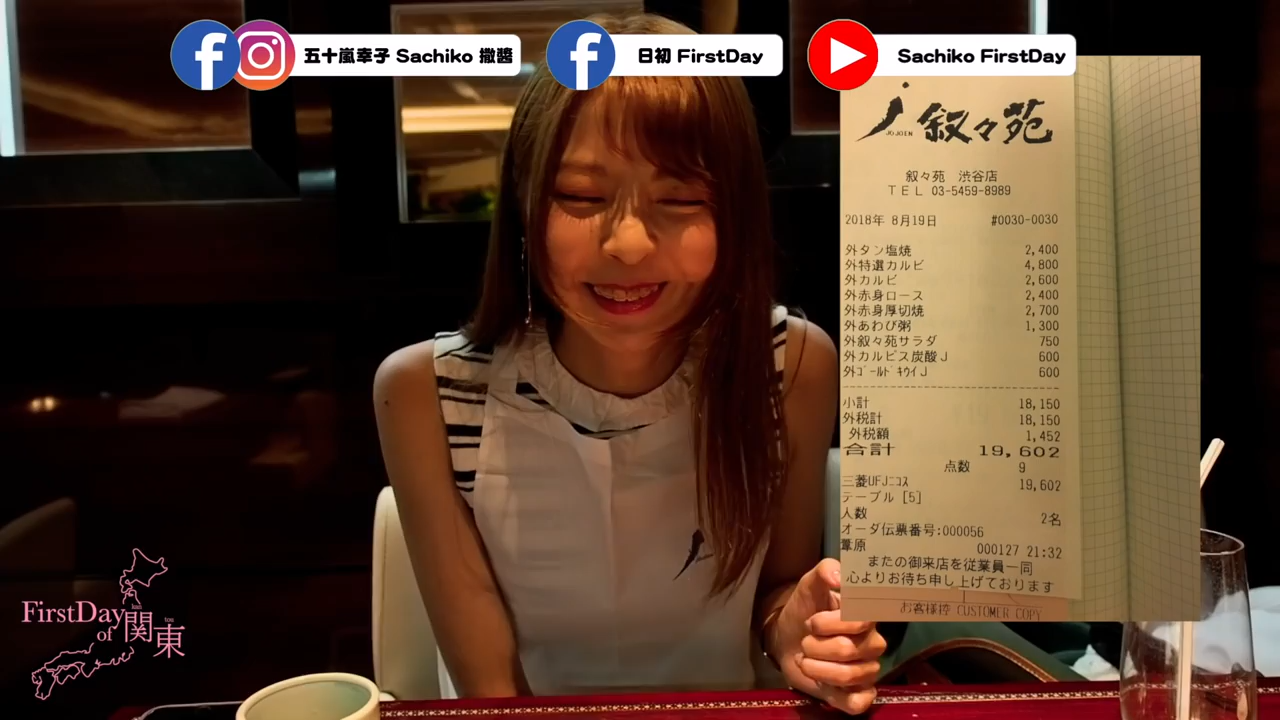 五十嵐幸子 Sachiko 撒醬
日初 FirstDay
Sachiko FirstDay
JOJOEN 叙々苑
叙々苑 渋谷店
TEL 03-5459-8989
2018年 8月19日 #0030-0030
外タン塩焼 2,400
外特選カルビ 4,800
外カルビ 2,600
外赤身ロース 2,400
外赤身厚切焼 2,700
外あわび粥 1,300
外叙々苑サラダ 750
外カルピス炭酸J 600
外ゴールドキウイJ 600
小計 18,150
外税計 18,150
外税額 1,452
合計 19,602
点数 9
三菱UFJニコス 19,602
テーブル [5]
人数 2名
オーダ伝票番号:000056
葦原 000127 21:32
またの御来店を従業員一同
心よりお待ち申し上げております
お客様控 CUSTOMER COPY
FirstDay
of 関東
kan
tou